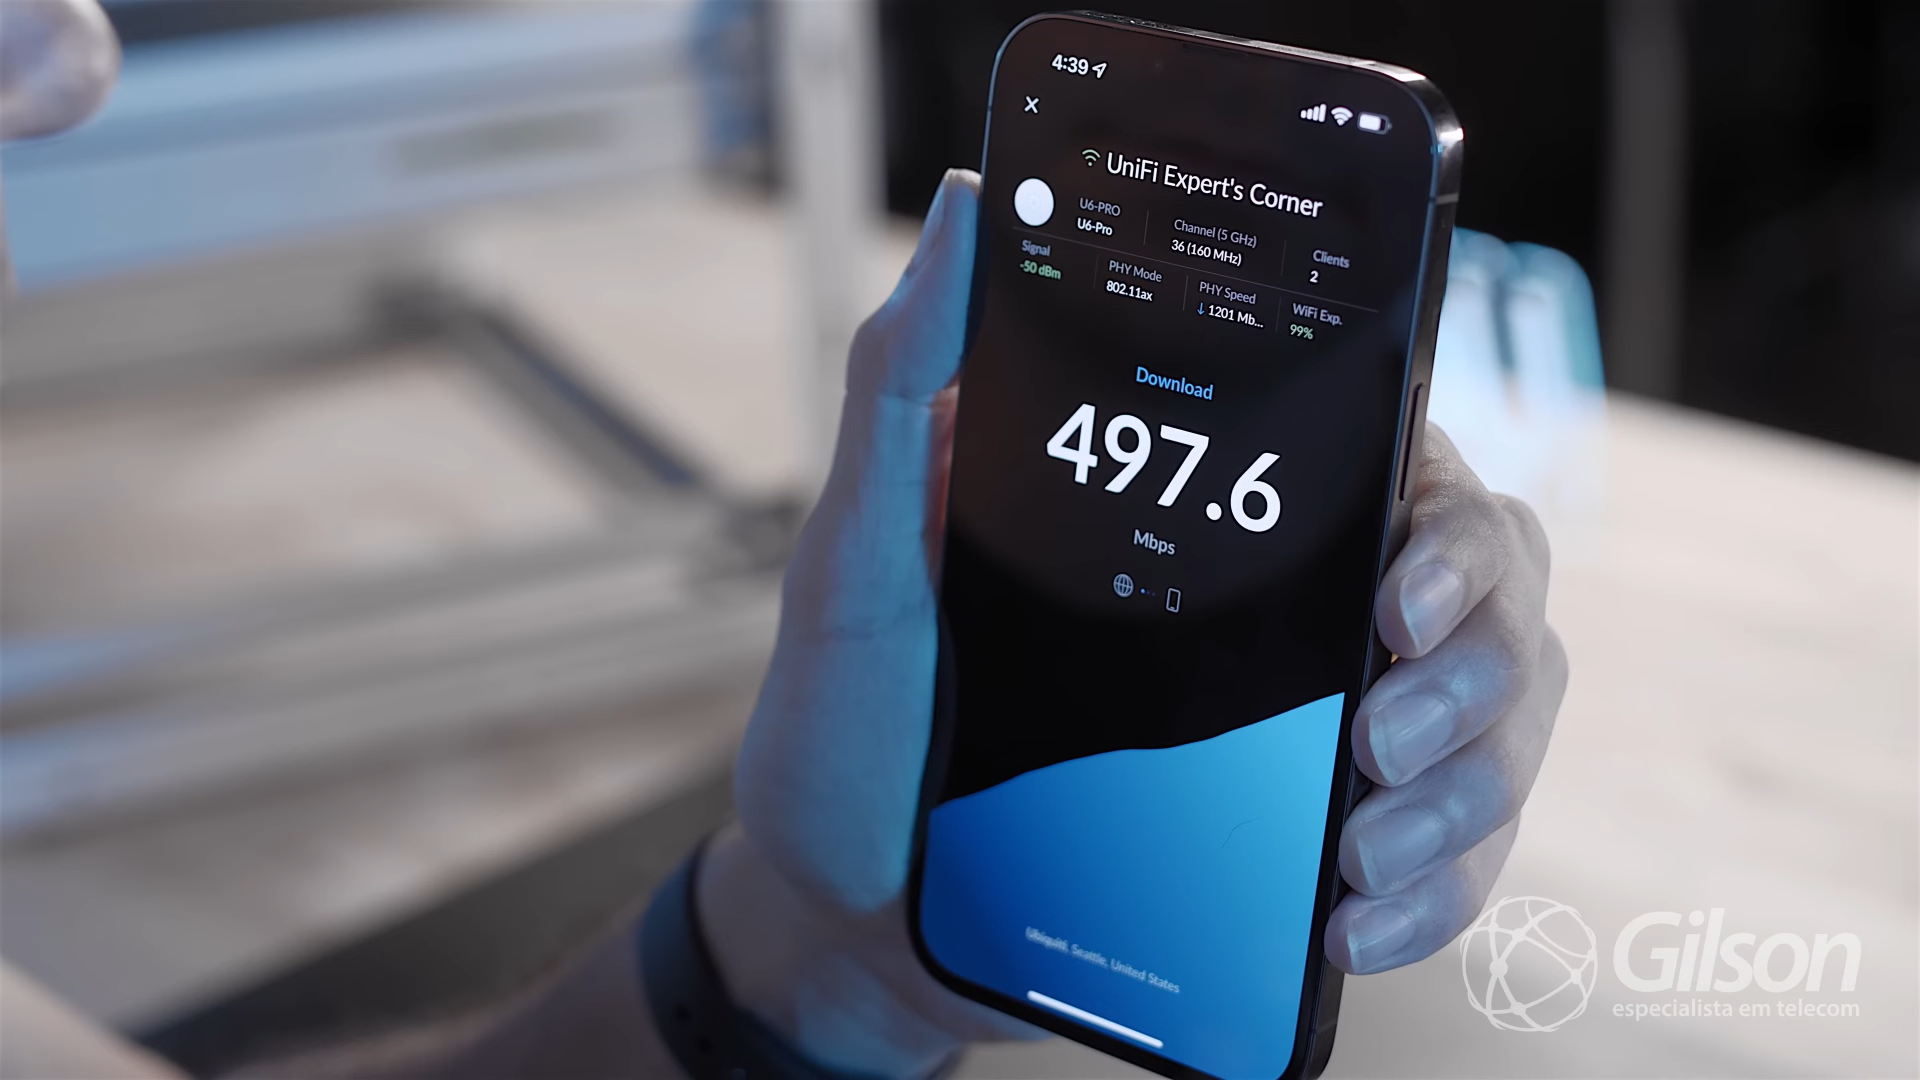 4:39
UniFi Expert's Corner
U6-PRO
U6-Pro
Channel (5 GHz)
36 (160 MHz)
Clients
2
Signal
-50 dBm
PHY Mode
802.11ax
PHY Speed
↓ 1201 Mb...
WiFi Exp.
99%
Download
497.6
Mbps
Ubiquiti, Seattle, United States
Gilson
especialista em telecom